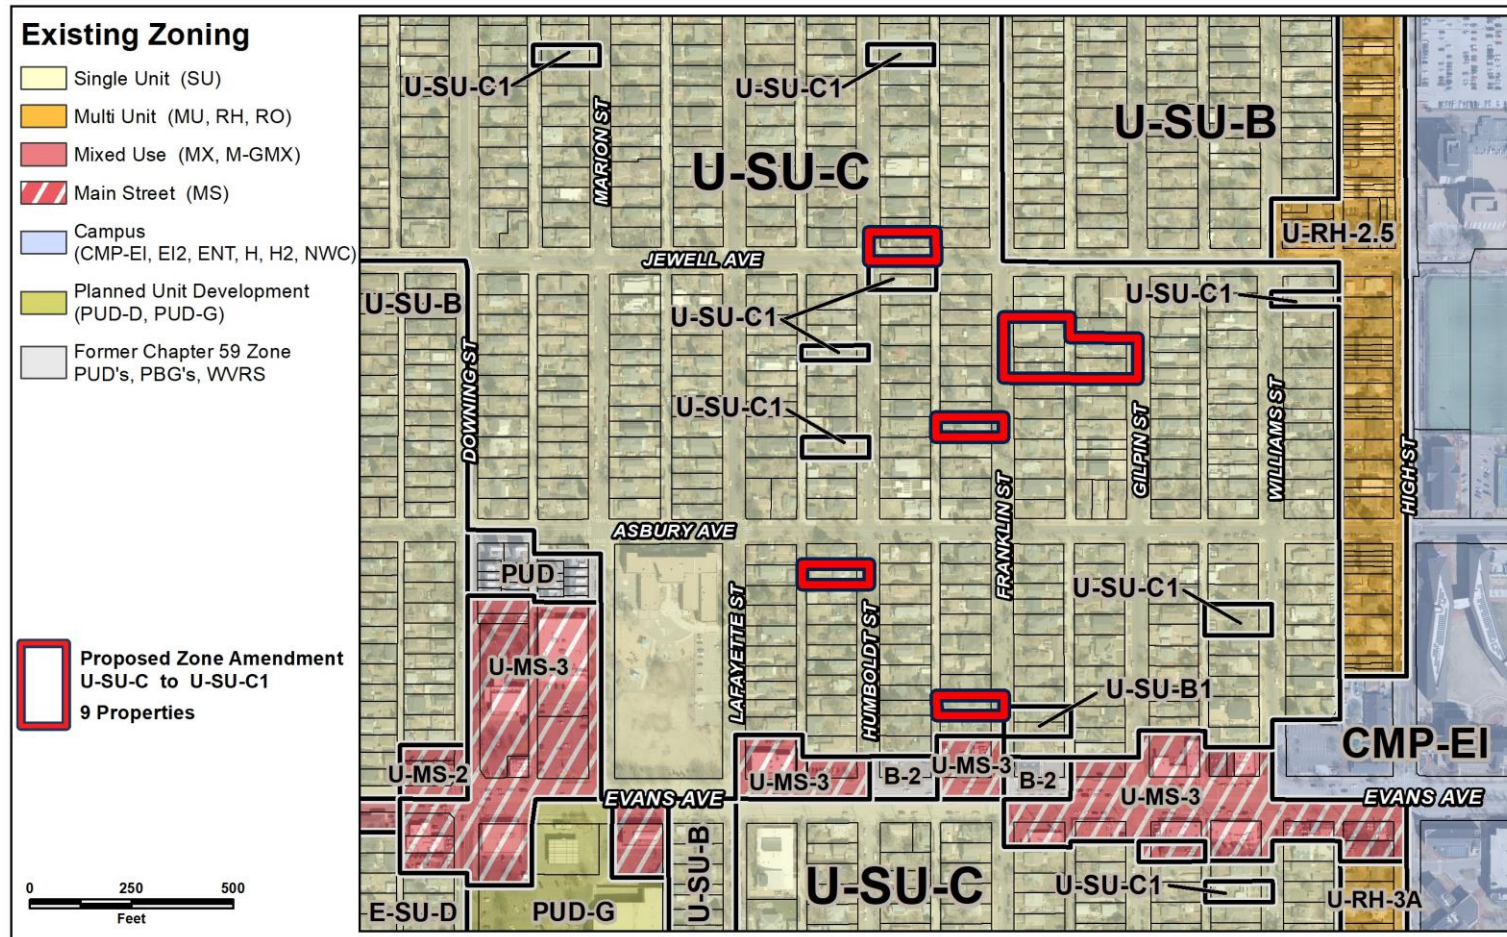 Existing Zoning
Single Unit (SU)
Multi Unit (MU, RH, RO)
Mixed Use (MX, M-GMX)
Main Street (MS)
Campus
(CMP-EI, EI2, ENT, H, H2, NWC)
Planned Unit Development
(PUD-D, PUD-G)
Former Chapter 59 Zone
PUD's, PBG's, WVRS
Proposed Zone Amendment
U-SU-C to U-SU-C1
9 Properties
0 250 500
Feet
U-SU-C1
U-SU-C1
MARION ST
U-SU-B
U-SU-C
U-RH-2.5
JEWELL AVE
U-SU-B
U-SU-C1
U-SU-C1
DOWNING ST
U-SU-C1
GILPIN ST
WILLIAMS ST
HIGH ST
FRANKLIN ST
ASBURY AVE
PUD
U-SU-C1
LAFAYETTE ST
HUMBOLDT ST
U-MS-3
U-SU-B1
CMP-EI
U-MS-2
U-MS-3
B-2
U-MS-3
B-2
U-MS-3
EVANS AVE
EVANS AVE
U-SU-B
U-SU-C
U-SU-C1
U-RH-3A
E-SU-D
PUD-G